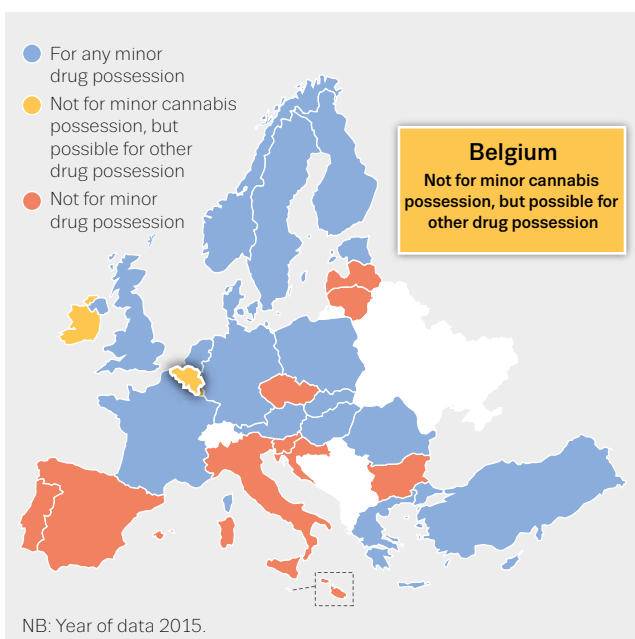 For any minor
drug possession
Not for minor cannabis
possession, but
possible for other
drug possession
Not for minor
drug possession
Belgium
Not for minor cannabis
possession, but possible for
other drug possession
NB: Year of data 2015.